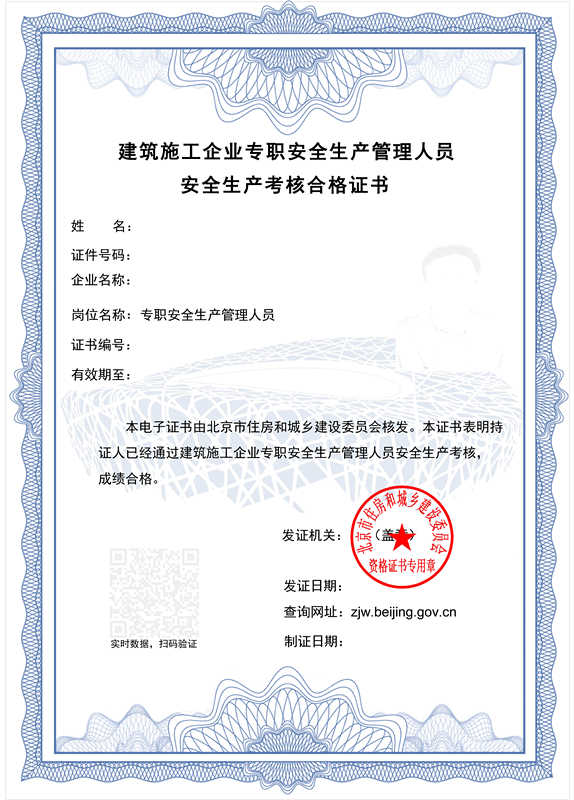 建筑施工企业专职安全生产管理人员
安全生产考核合格证书
姓 名：
证件号码：
企业名称：
岗位名称：专职安全生产管理人员
证书编号：
有效期至：
本电子证书由北京市住房和城乡建设委员会核发。本证书表明持
证人已经通过建筑施工企业专职安全生产管理人员安全生产考核，
成绩合格。
发证机关：（盖章）
北京市住房和城乡建设委员会
资格证书专用章
发证日期：
查询网址：zjw.beijing.gov.cn
实时数据，扫码验证
制证日期：